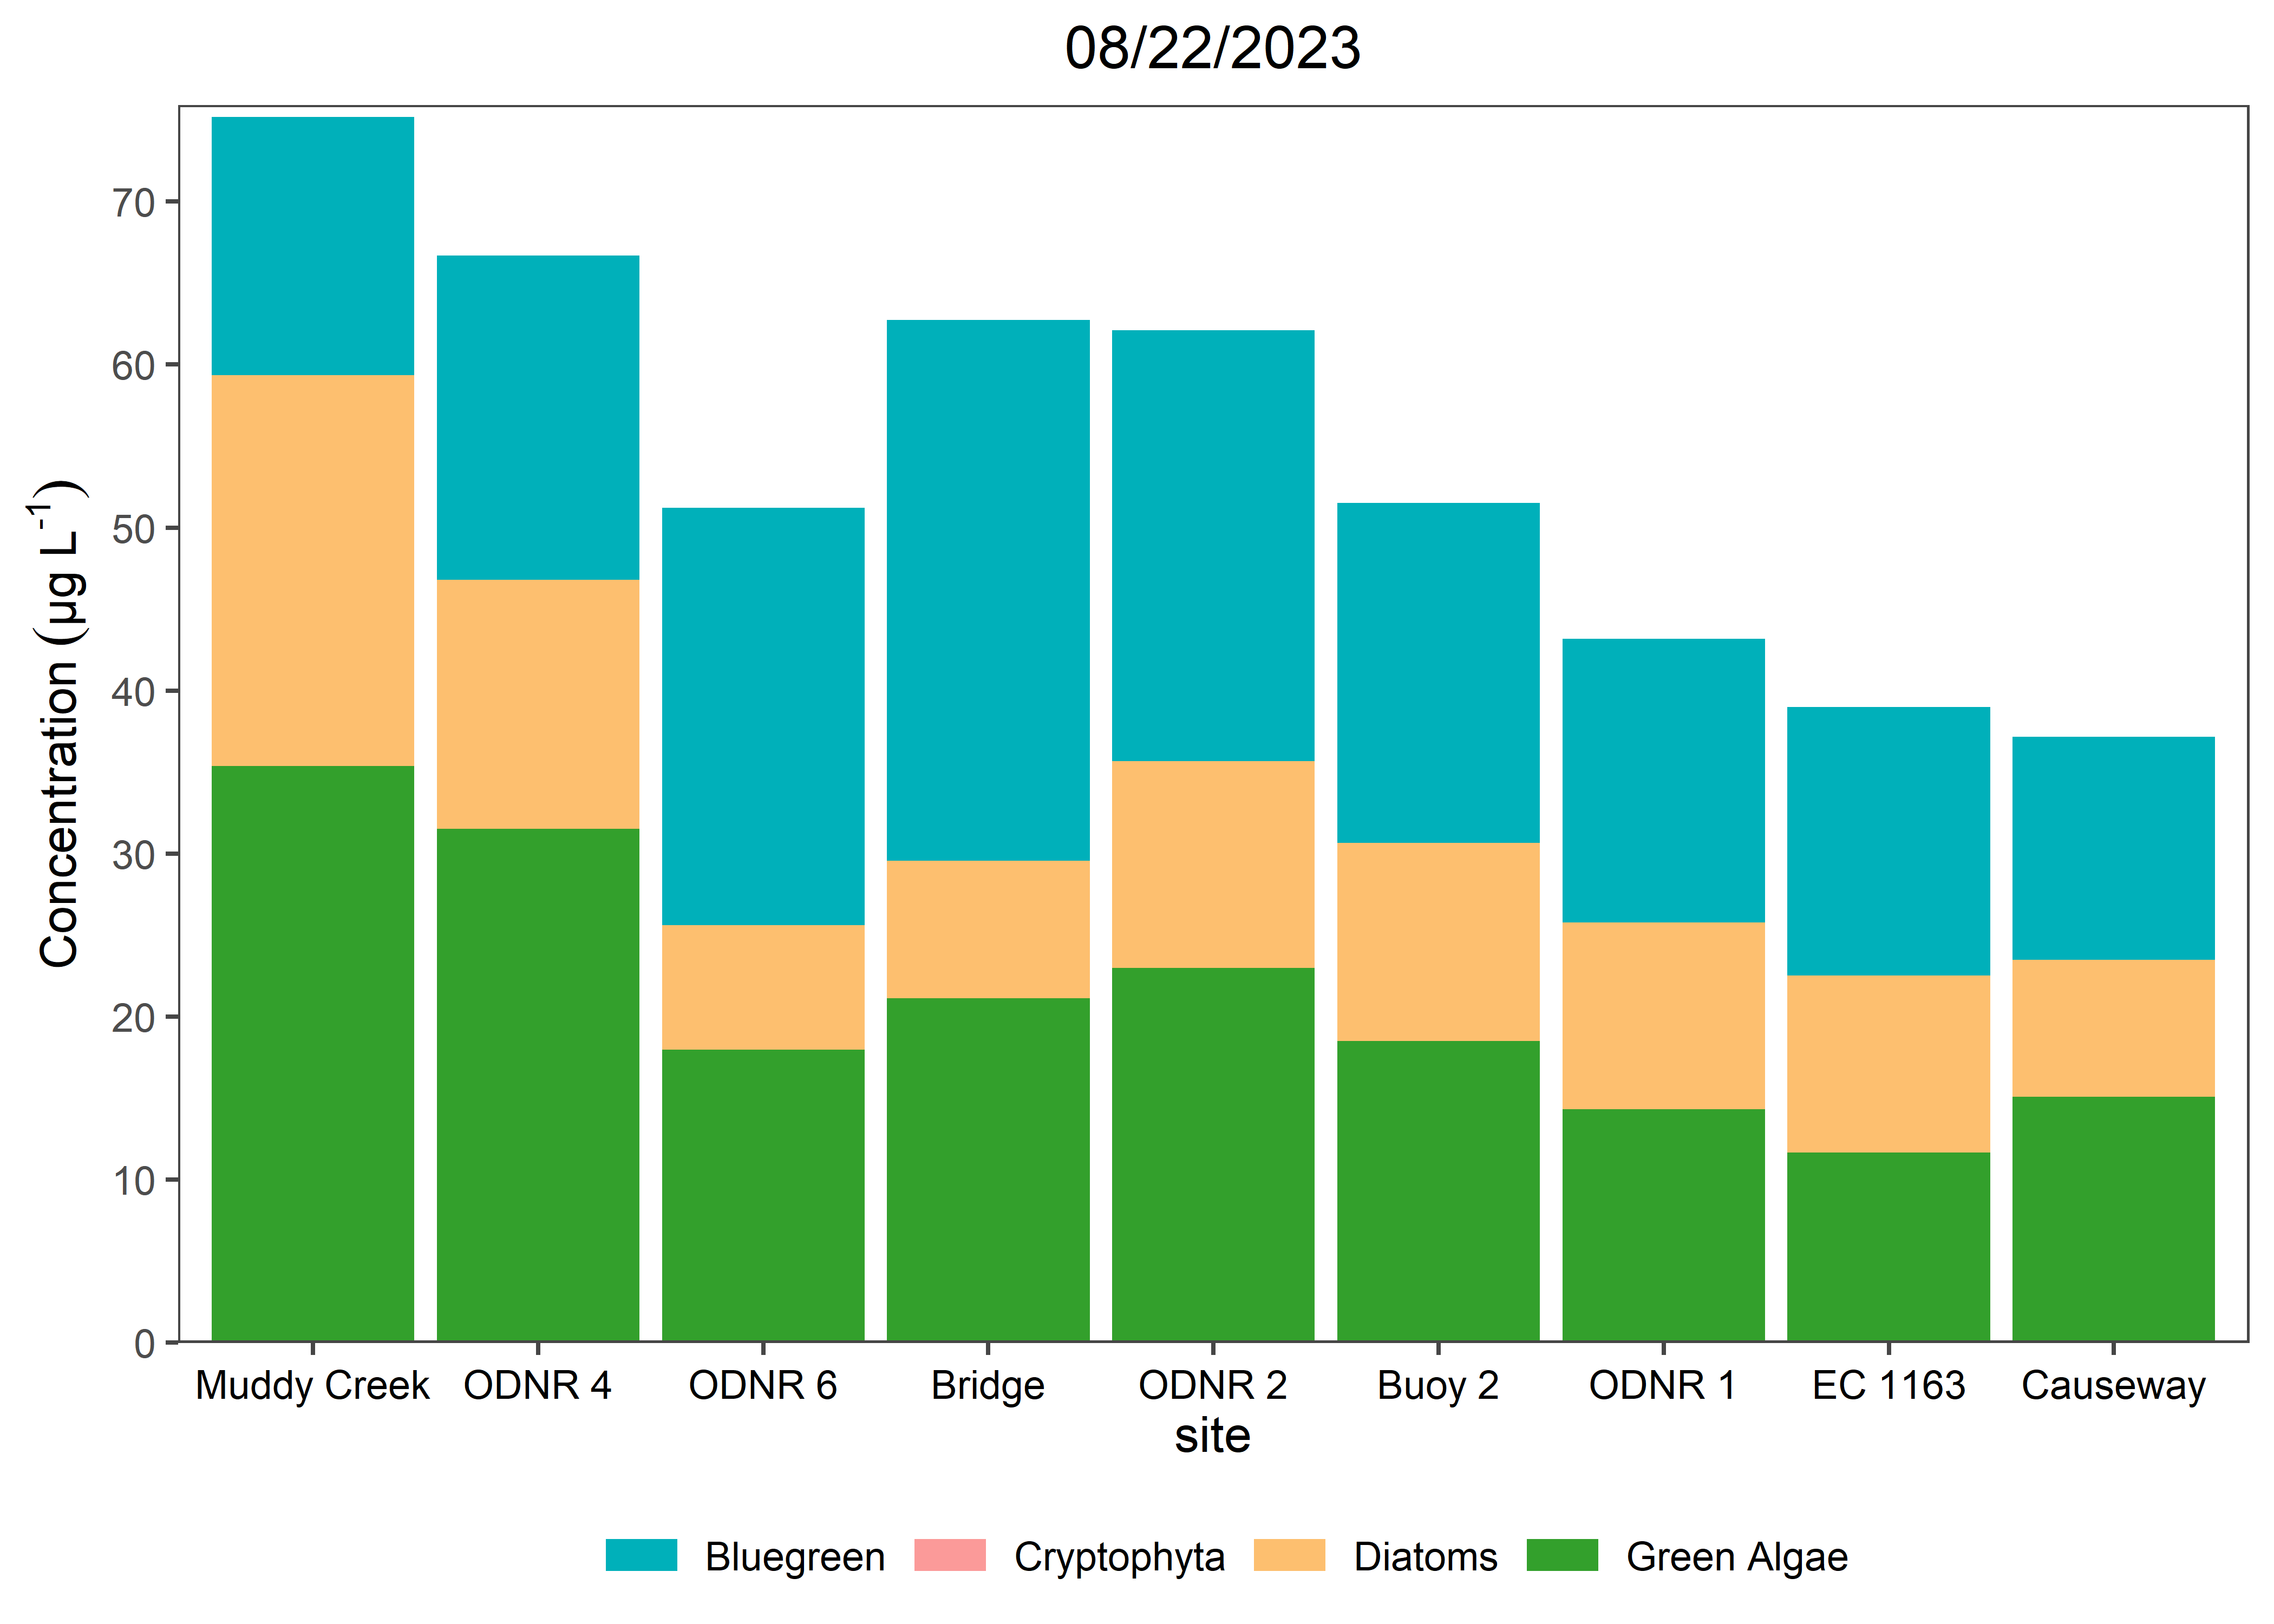 08/22/2023
Concentration (µg L⁻¹)
70
60
50
40
30
20
10
0
Muddy Creek ODNR 4 ODNR 6 Bridge ODNR 2 Buoy 2 ODNR 1 EC 1163 Causeway
site
Bluegreen Cryptophyta Diatoms Green Algae